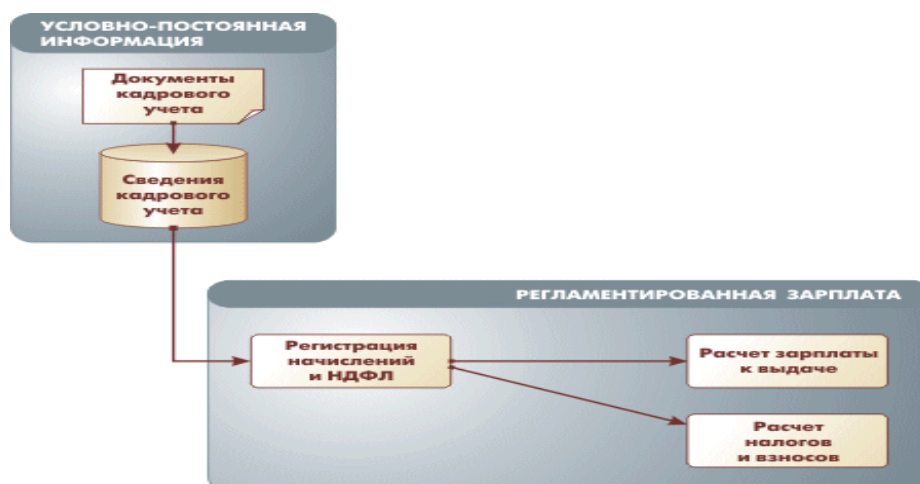 УСЛОВНО-ПОСТОЯННАЯ
ИНФОРМАЦИЯ
Документы
кадрового
учета
Сведения
кадрового
учета
РЕГЛАМЕНТИРОВАННАЯ ЗАРПЛАТА
Регистрация
начислений
и НДФЛ
Расчет зарплаты
к выдаче
Расчет
налогов
и взносов